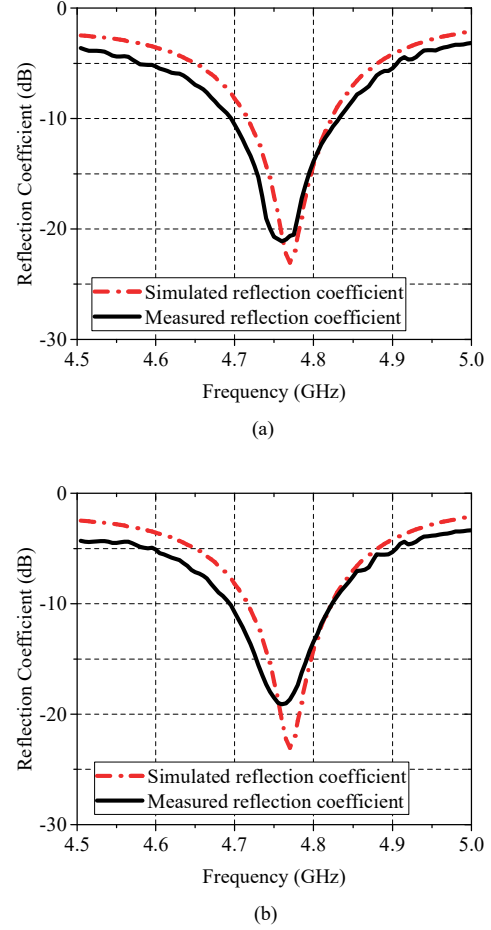 0
-10
-20
-30
Reflection Coefficient (dB)
Simulated reflection coefficient
Measured reflection coefficient
4.5 4.6 4.7 4.8 4.9 5.0
Frequency (GHz)
(a)
0
-10
-20
-30
Reflection Coefficient (dB)
Simulated reflection coefficient
Measured reflection coefficient
4.5 4.6 4.7 4.8 4.9 5.0
Frequency (GHz)
(b)